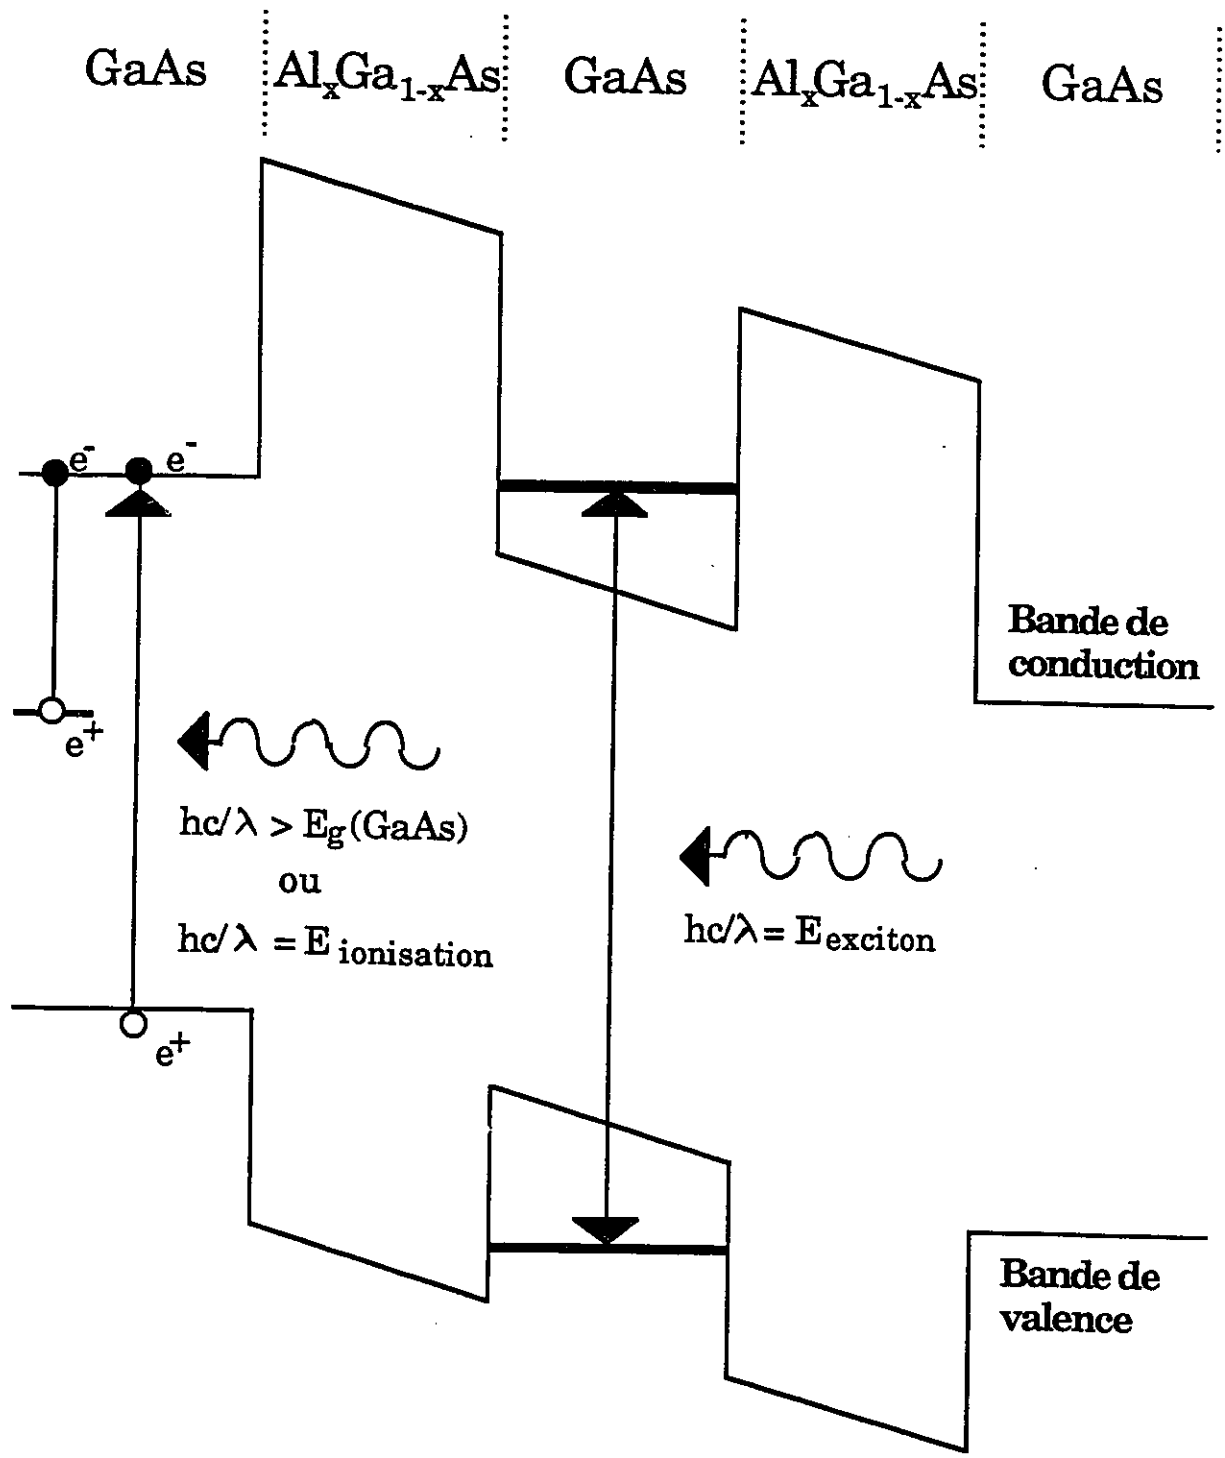 GaAs AlxGa1-xAs GaAs AlxGa1-xAs GaAs
e- e-
Bande de
conduction
e+
hc/λ > Eg(GaAs)
ou
hc/λ = E ionisation
hc/λ = E exciton
e+
Bande de
valence